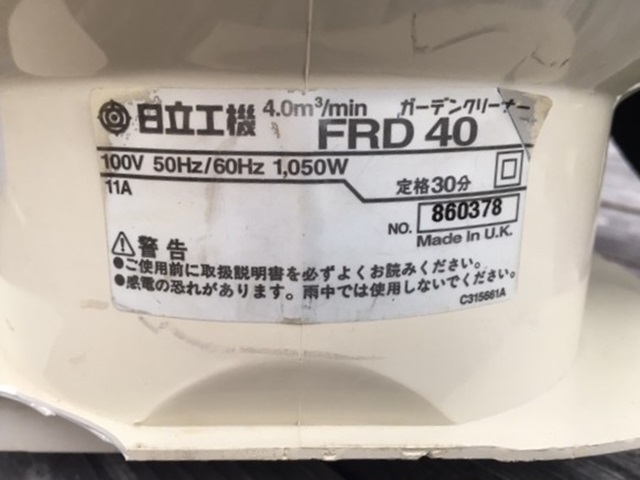 日立工機 4.0m³/min ガーデンクリーナー
FRD 40
100V 50Hz/60Hz 1,050W
11A 定格30分
NO. 860378
Made In U.K.
⚠警告
●ご使用前に取扱説明書を必ずよくお読みください。
●感電の恐れがあります。雨中では使用しないでください。
C315661A